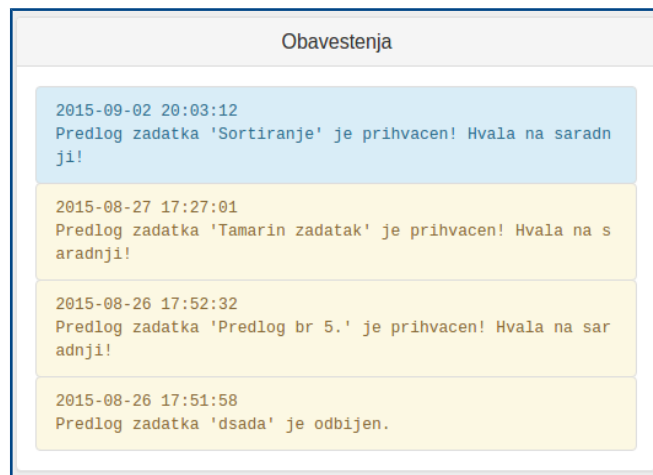 Obavestenja
2015-09-02 20:03:12
Predlog zadatka 'Sortiranje' je prihvacen! Hvala na saradn
ji!
2015-08-27 17:27:01
Predlog zadatka 'Tamarin zadatak' je prihvacen! Hvala na s
aradnji!
2015-08-26 17:52:32
Predlog zadatka 'Predlog br 5.' je prihvacen! Hvala na sar
adnji!
2015-08-26 17:51:58
Predlog zadatka 'dsada' je odbijen.